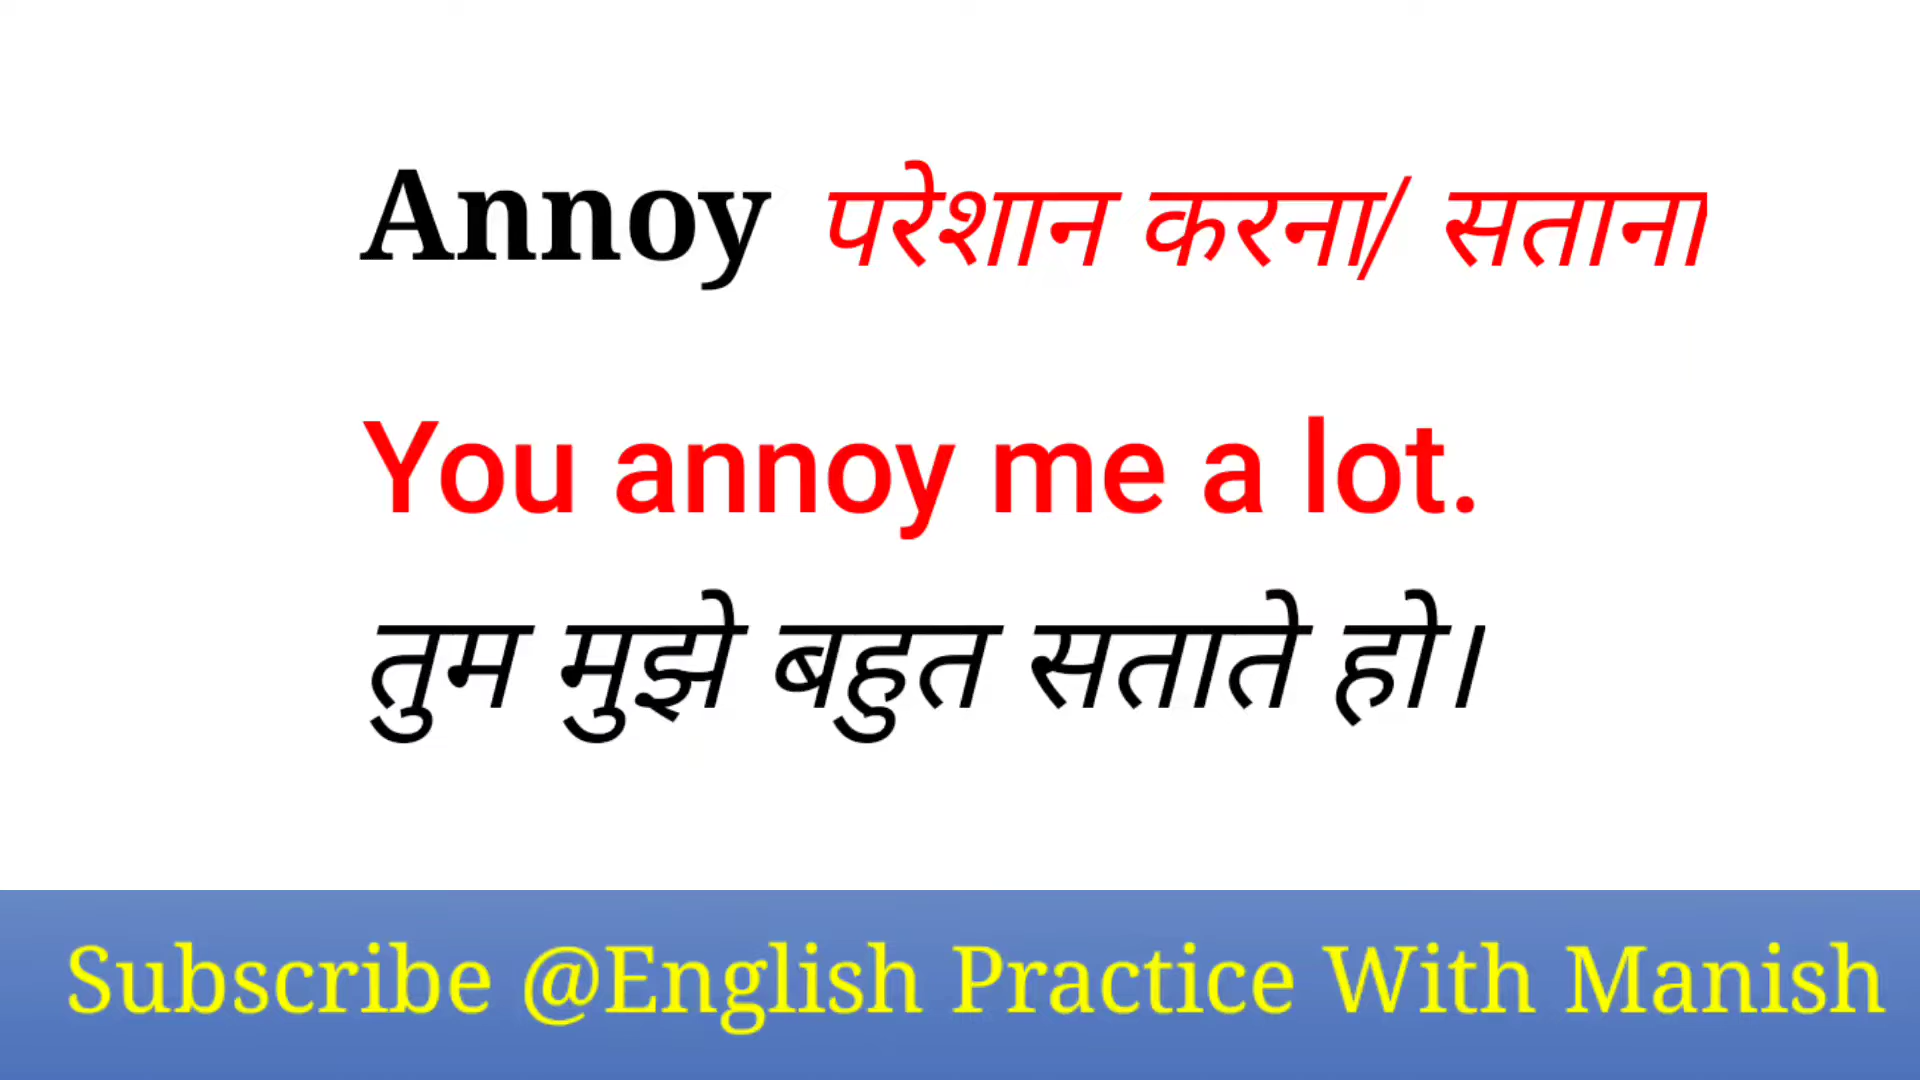 Annoy परेशान करना/ सताना
You annoy me a lot.
तुम मुझे बहुत सताते हो।
Subscribe @English Practice With Manish